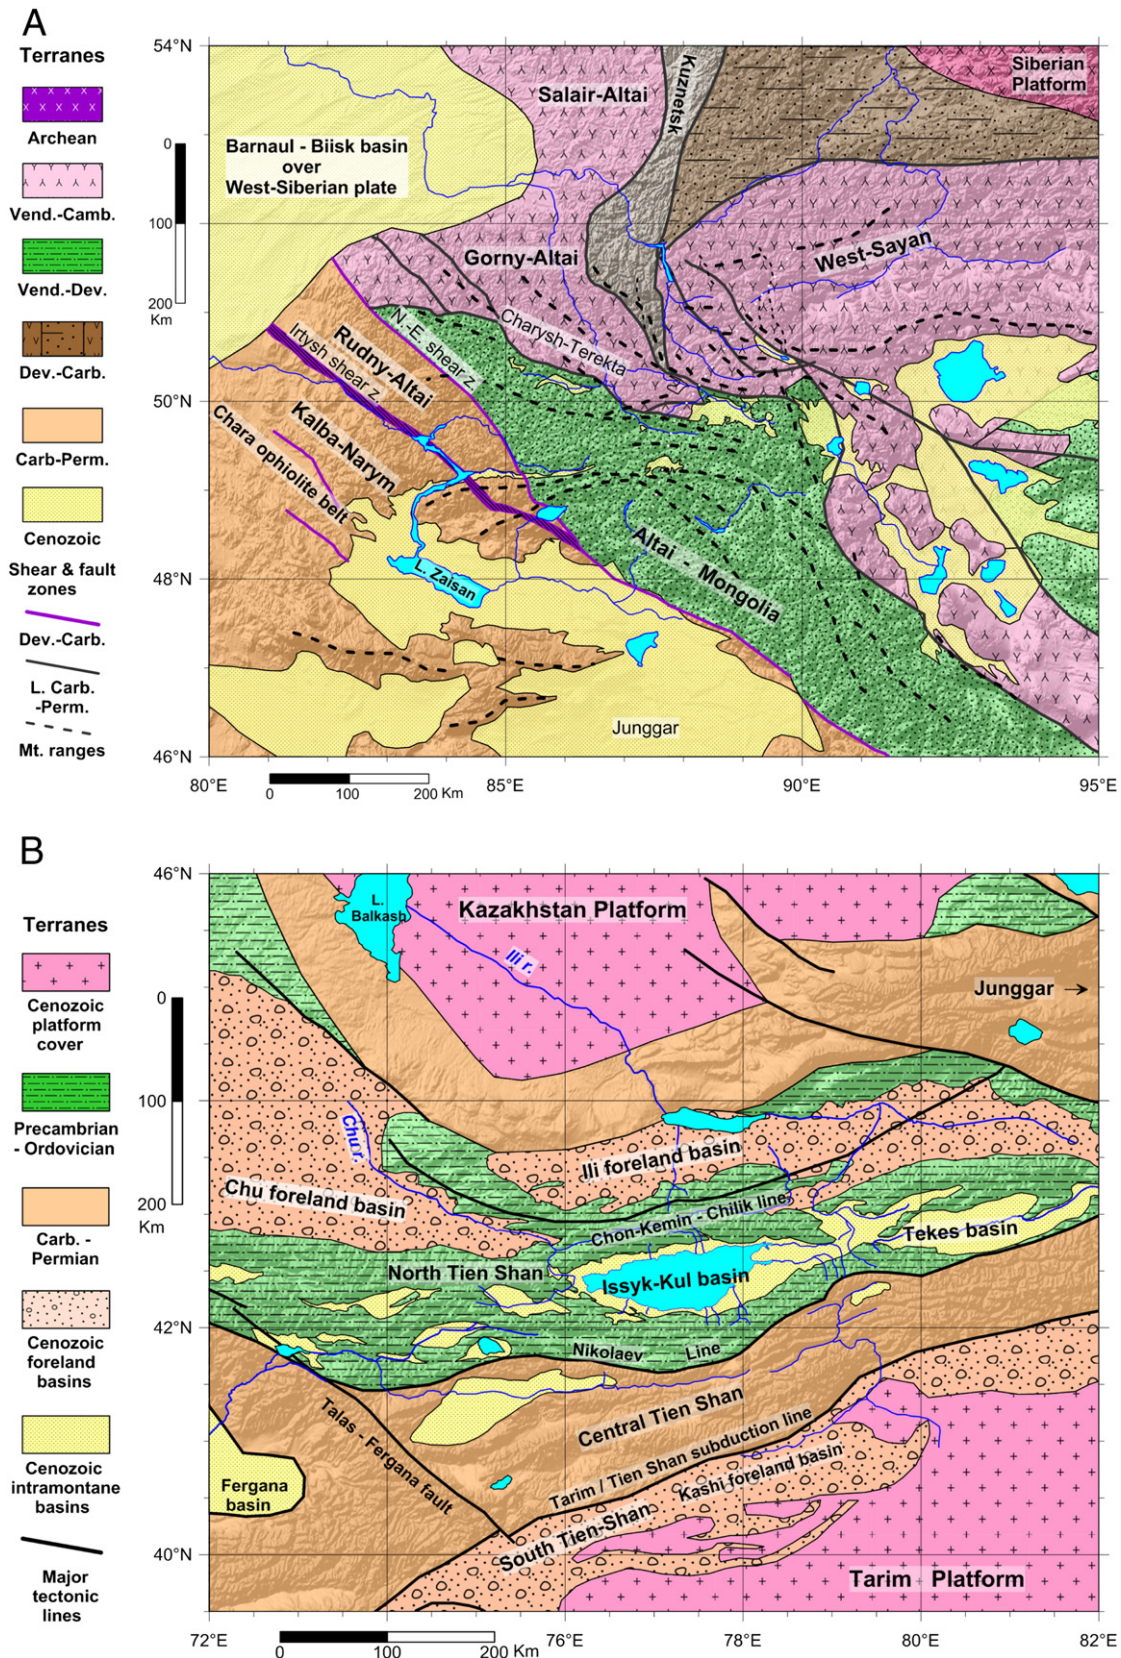 A
Terranes
Archean
Vend.-Camb.
Vend.-Dev.
Dev.-Carb.
Carb-Perm.
Cenozoic
Shear & fault
zones
Dev.-Carb.
L. Carb.
-Perm.
Mt. ranges
0
100
200
Km
54°N
50°N
48°N
46°N
80°E
85°E
90°E
95°E
0
100
200 Km
Siberian
Platform
Kuznetsk
Salair-Altai
Barnaul - Biisk basin
over
West-Siberian plate
West-Sayan
Gorny-Altai
Charysh-Terekta
N.-E. shear z.
Rudny-Altai
Irtysh shear z.
Kalba-Narym
Chara ophiolite belt
Altai - Mongolia
L. Zaisan
Junggar
B
Terranes
Cenozoic
platform
cover
Precambrian
- Ordovician
Carb. -
Permian
Cenozoic
foreland
basins
Cenozoic
intramontane
basins
Major
tectonic
lines
0
100
200
Km
46°N
42°N
40°N
72°E
76°E
78°E
80°E
82°E
0
100
200 Km
L.
Balkash
Kazakhstan Platform
Ili r.
Junggar →
Chu r.
Ili foreland basin
Chu foreland basin
Chon-Kemin - Chilik line
Tekes basin
North Tien Shan
Issyk-Kul basin
Nikolaev Line
Central Tien Shan
Talas - Fergana fault
Tarim / Tien Shan subduction line
Kashi foreland basin
Fergana
basin
South Tien-Shan
Tarim Platform